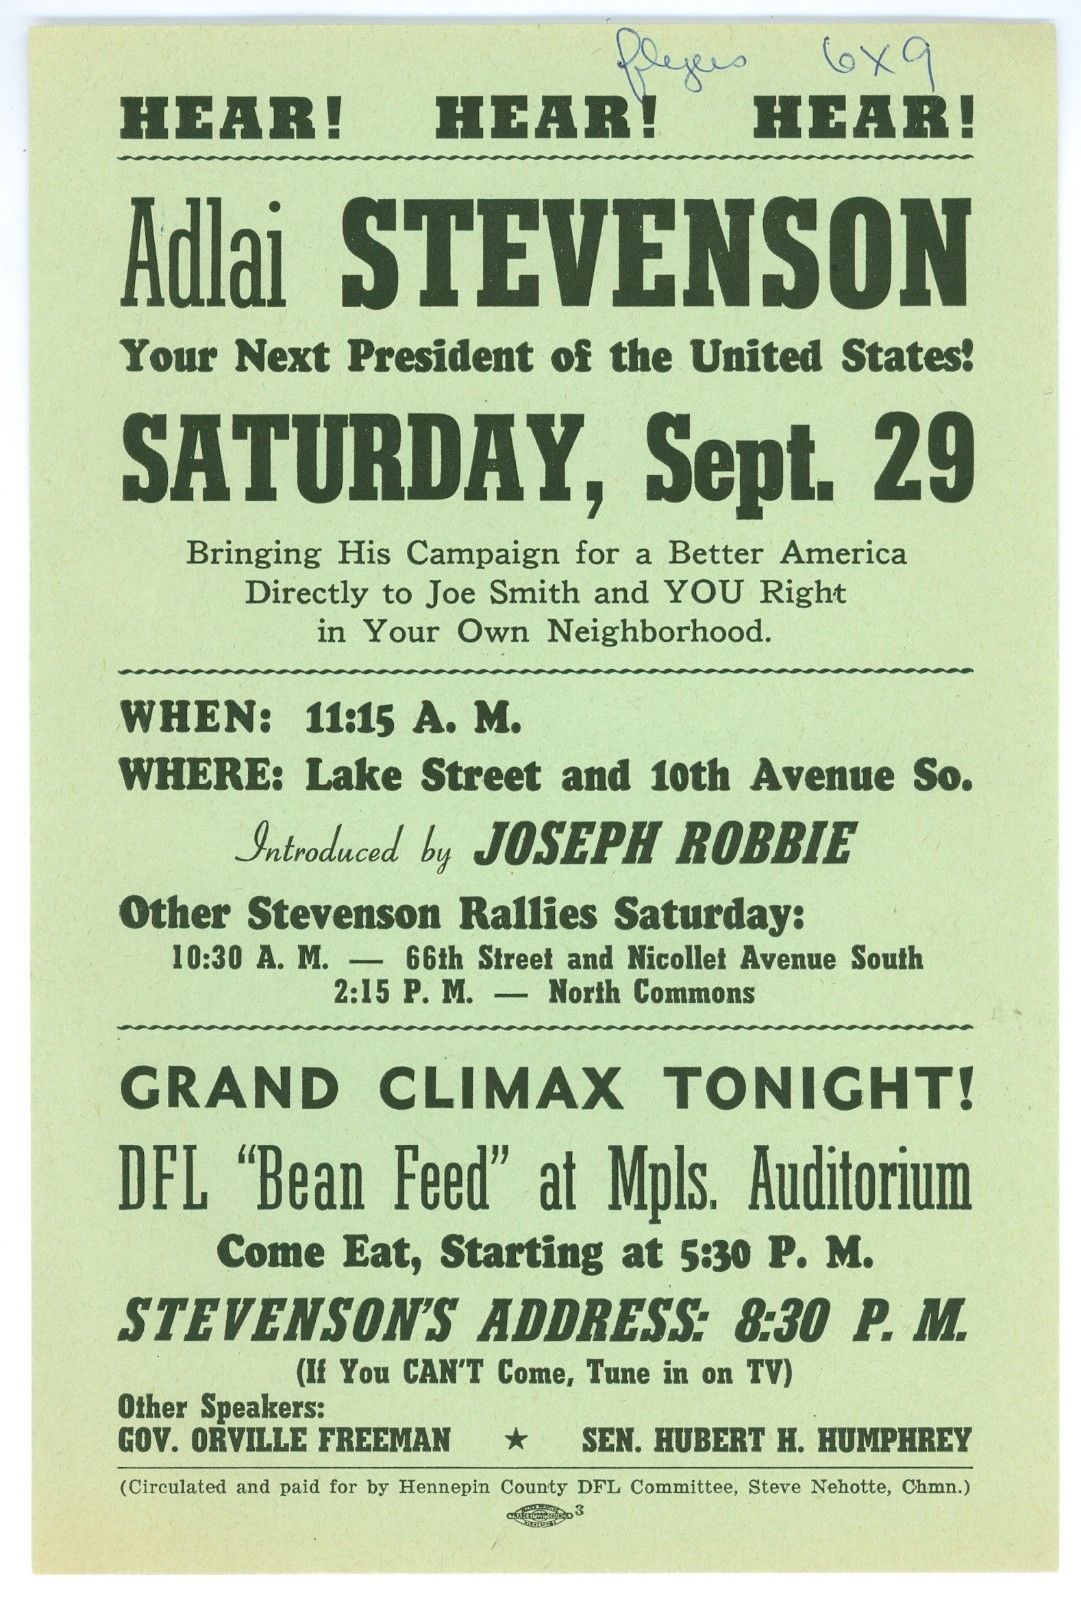 flyers 6x9
HEAR! HEAR! HEAR!
Adlai STEVENSON
Your Next President of the United States!
SATURDAY, Sept. 29
Bringing His Campaign for a Better America
Directly to Joe Smith and YOU Right
in Your Own Neighborhood.
WHEN: 11:15 A. M.
WHERE: Lake Street and 10th Avenue So.
Introduced by JOSEPH ROBBIE
Other Stevenson Rallies Saturday:
10:30 A. M. — 66th Street and Nicollet Avenue South
2:15 P. M. — North Commons
GRAND CLIMAX TONIGHT!
DFL "Bean Feed" at Mpls. Auditorium
Come Eat, Starting at 5:30 P. M.
STEVENSON'S ADDRESS: 8:30 P. M.
(If You CAN'T Come, Tune in on TV)
Other Speakers:
GOV. ORVILLE FREEMAN ★ SEN. HUBERT H. HUMPHREY
(Circulated and paid for by Hennepin County DFL Committee, Steve Nehotte, Chmn.)
3